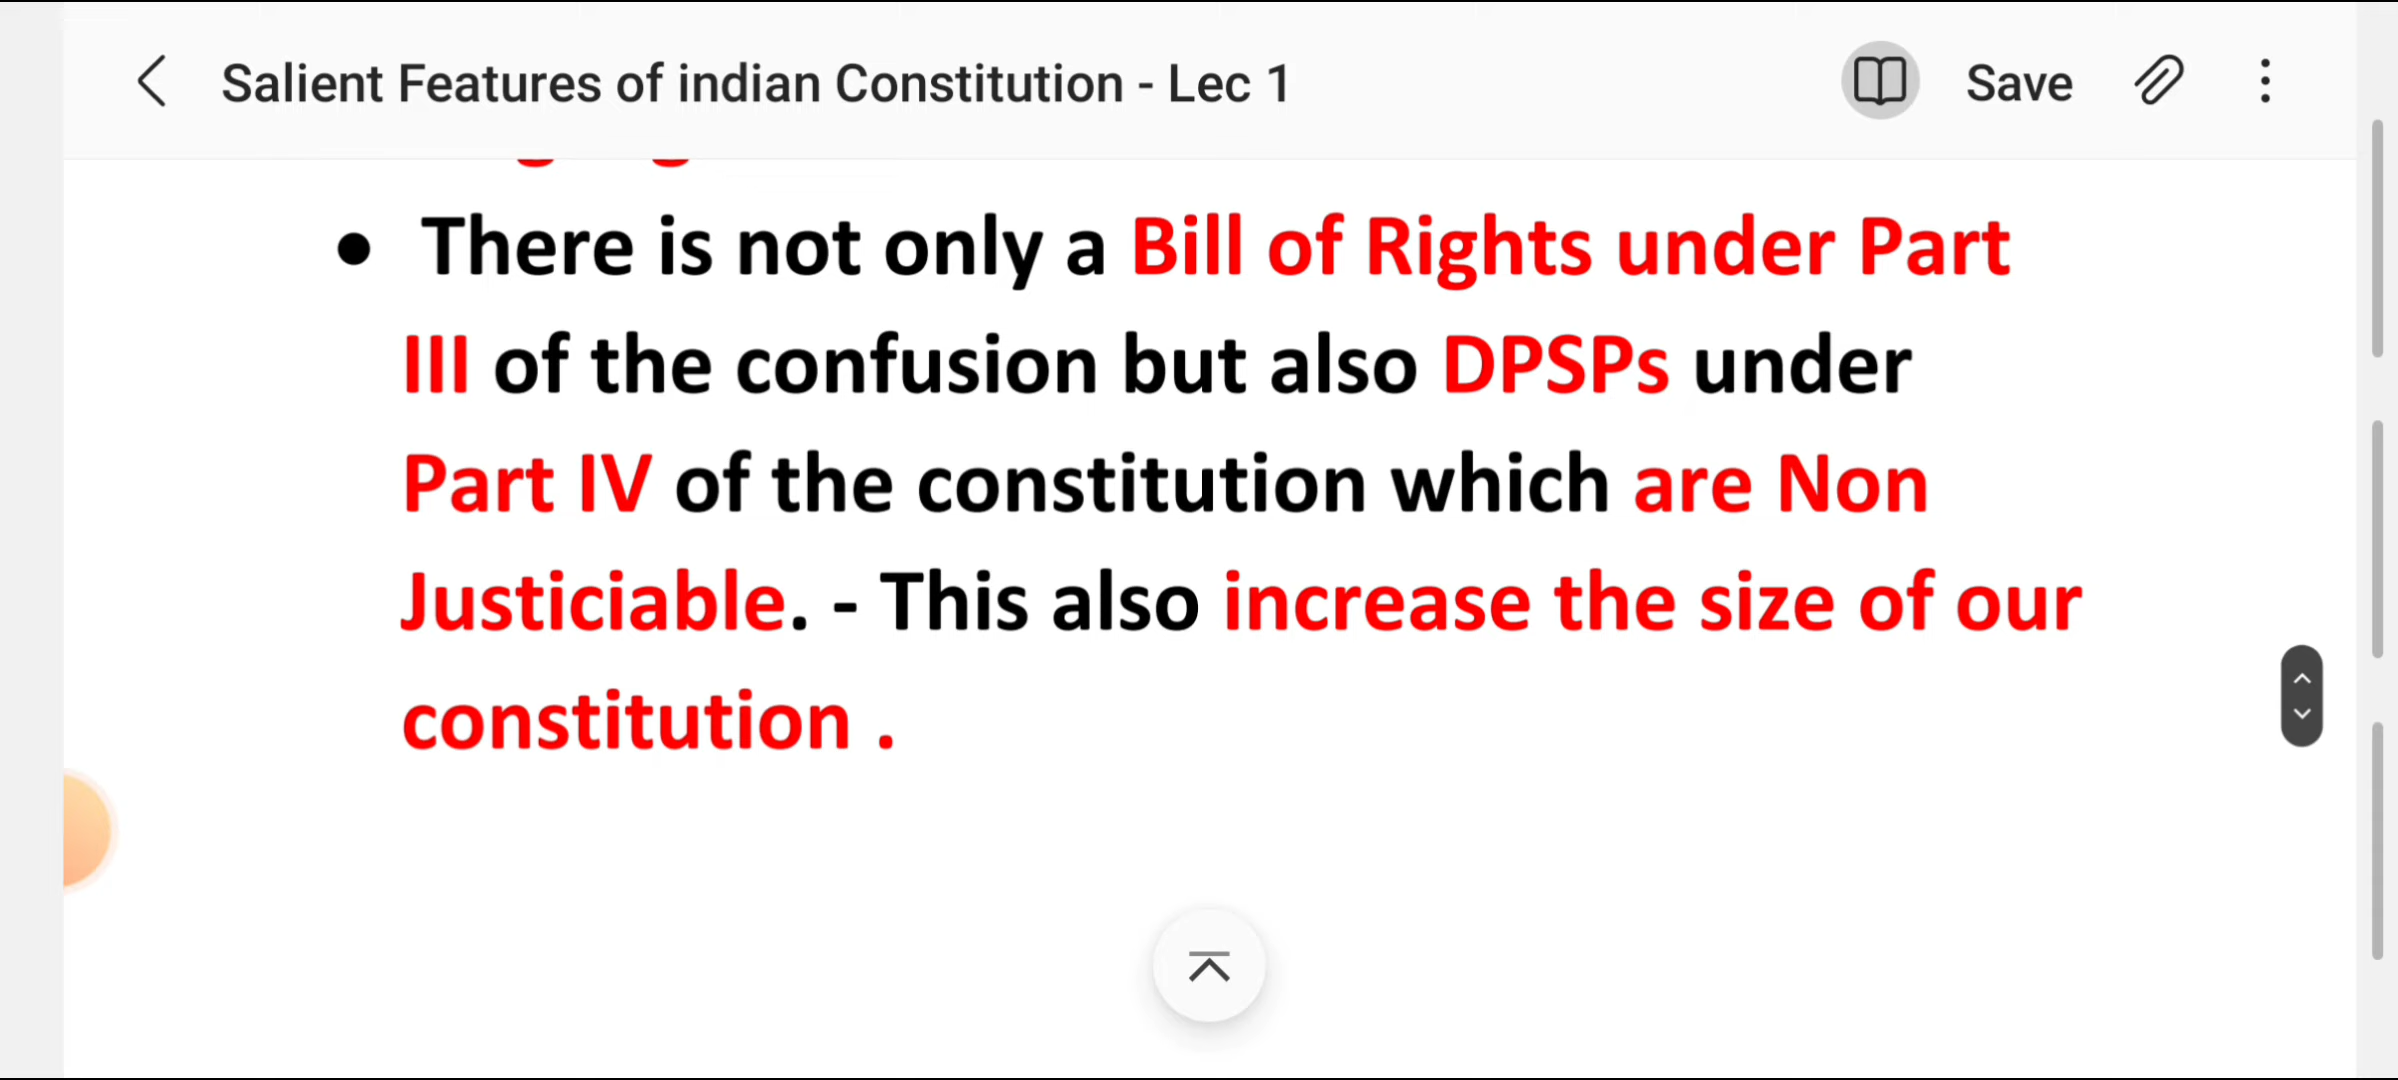 Salient Features of indian Constitution - Lec 1 Save
• There is not only a Bill of Rights under Part
III of the confusion but also DPSPs under
Part IV of the constitution which are Non
Justiciable. - This also increase the size of our
constitution .